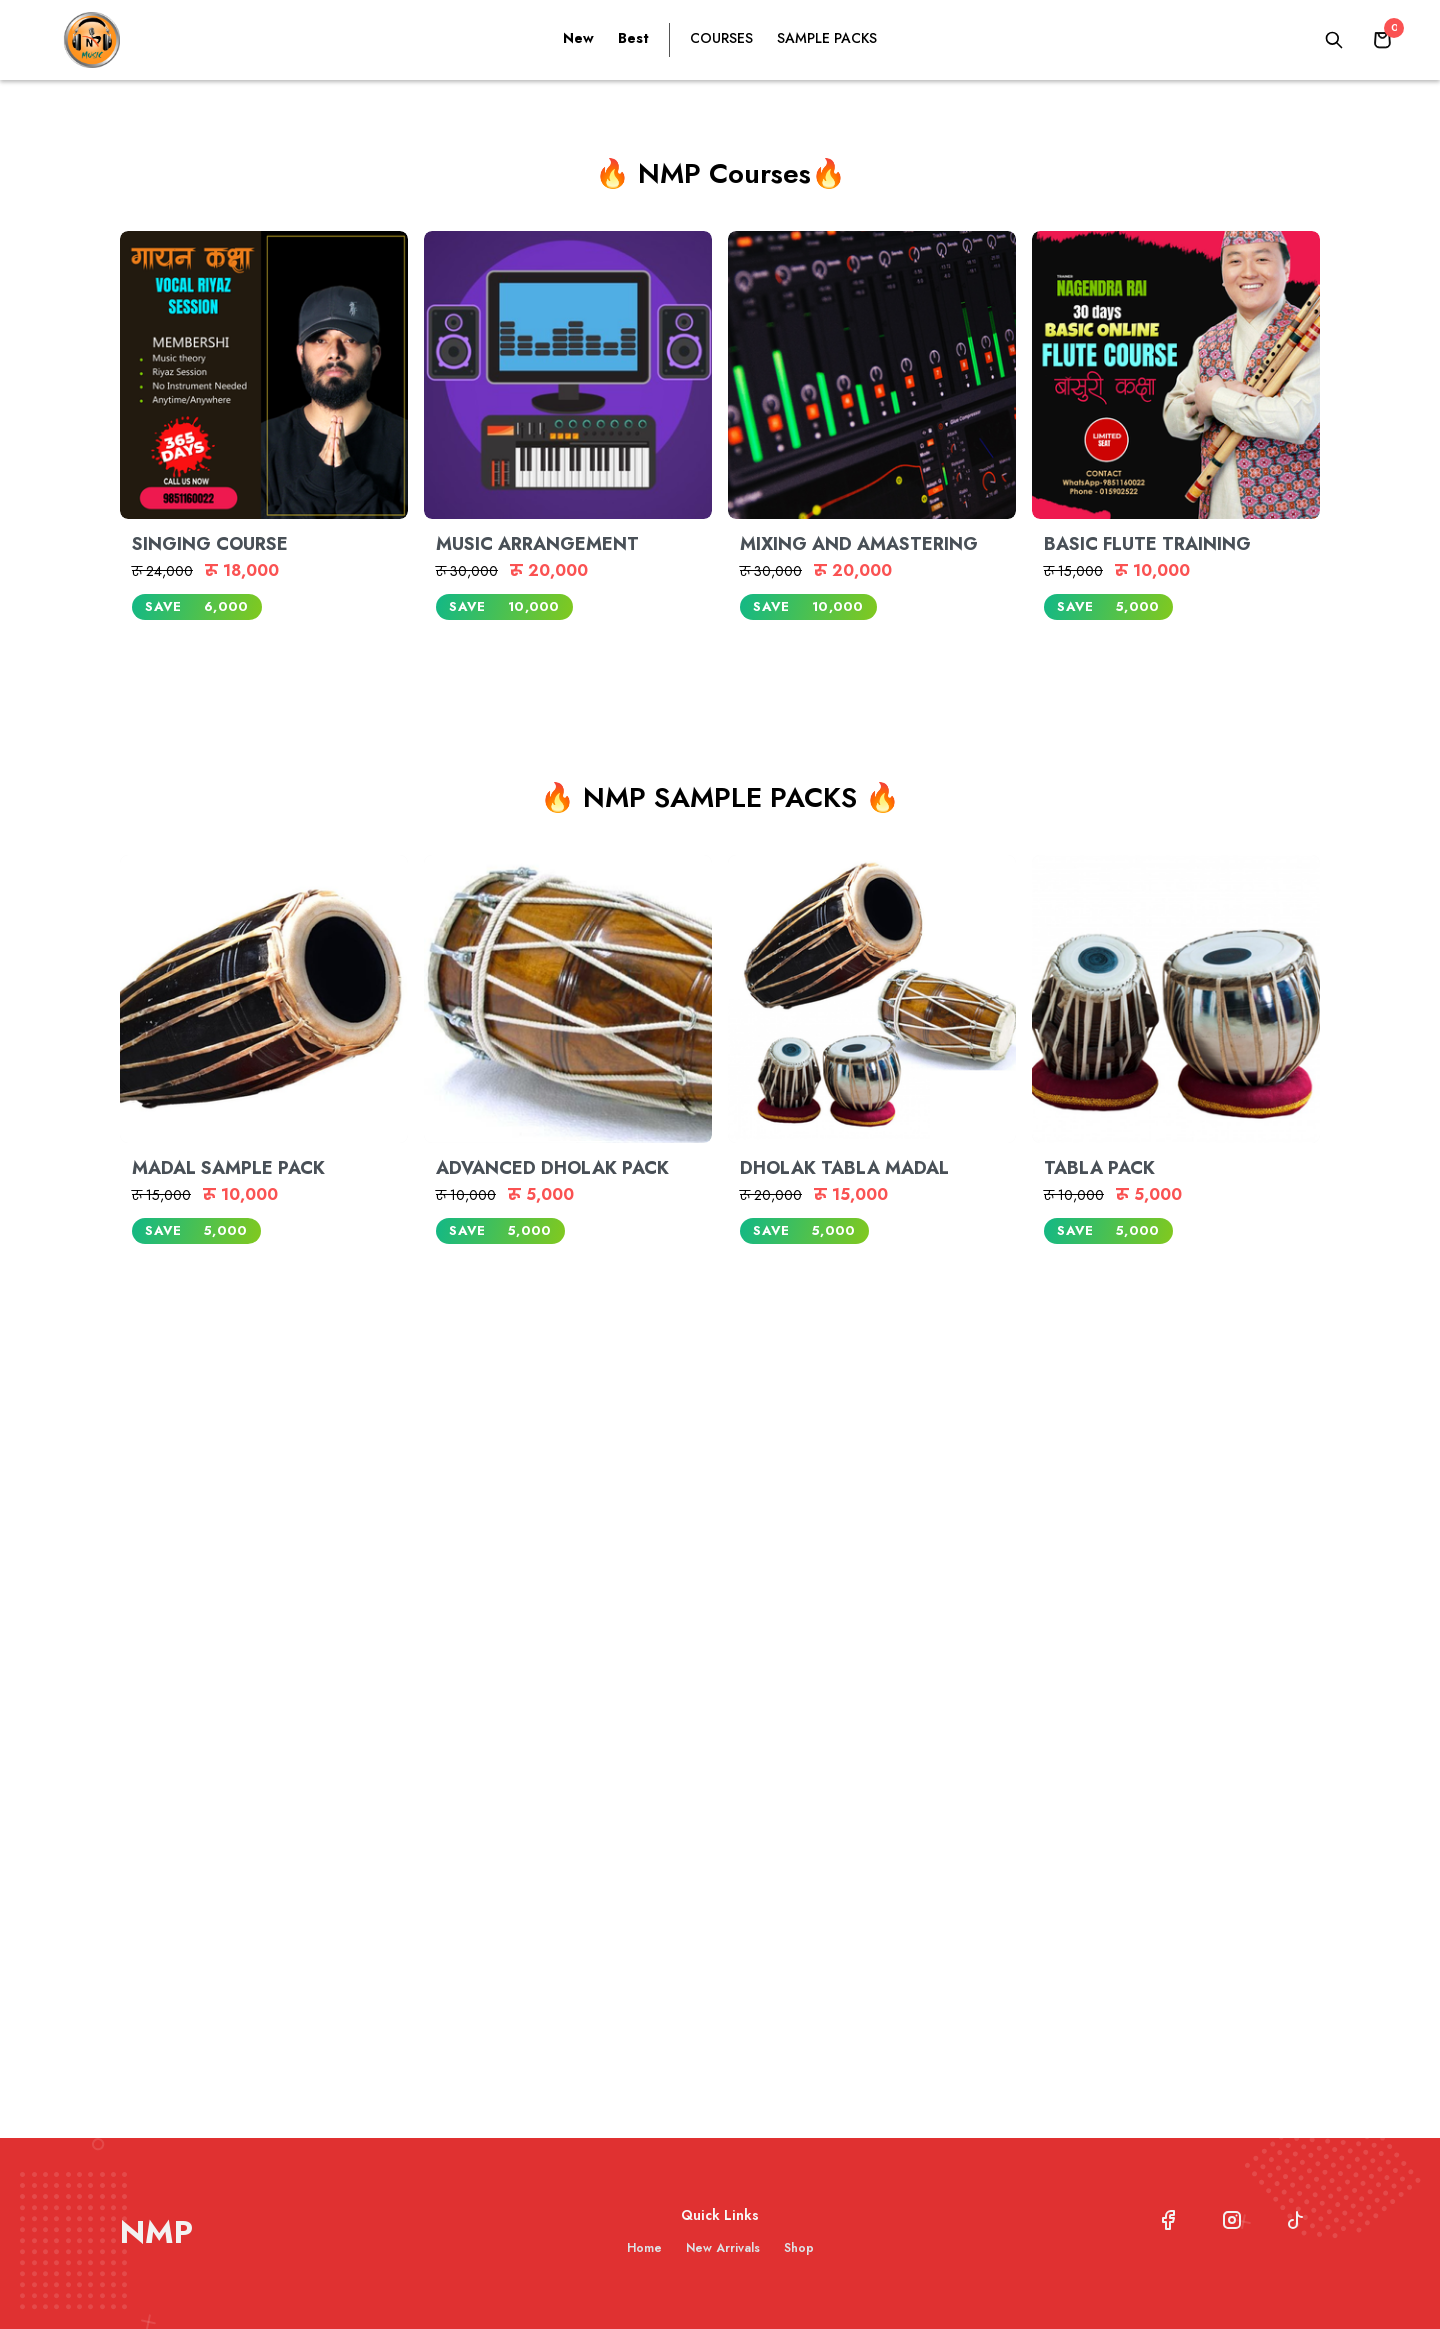 N
MUSIC
New Best COURSES SAMPLE PACKS
0
🔥 NMP Courses🔥
गायन कक्षा
VOCAL RIYAZ
SESSION
MEMBERSHI
• Music theory
• Riyaz Session
• No Instrument Needed
• Anytime/Anywhere
365
DAYS
CALL US NOW
9851160022
TRAINER
NAGENDRA RAI
30 days
BASIC ONLINE
FLUTE COURSE
बाँसुरी कक्षा
LIMITED
SEAT
CONTACT
WhatsApp-9851160022
Phone - 015902522
SINGING COURSE
रू 24,000 रू 18,000
SAVE 6,000
MUSIC ARRANGEMENT
रू 30,000 रू 20,000
SAVE 10,000
MIXING AND AMASTERING
रू 30,000 रू 20,000
SAVE 10,000
BASIC FLUTE TRAINING
रू 15,000 रू 10,000
SAVE 5,000
🔥 NMP SAMPLE PACKS 🔥
MADAL SAMPLE PACK
रू 15,000 रू 10,000
SAVE 5,000
ADVANCED DHOLAK PACK
रू 10,000 रू 5,000
SAVE 5,000
DHOLAK TABLA MADAL
रू 20,000 रू 15,000
SAVE 5,000
TABLA PACK
रू 10,000 रू 5,000
SAVE 5,000
NMP
Quick Links
Home New Arrivals Shop